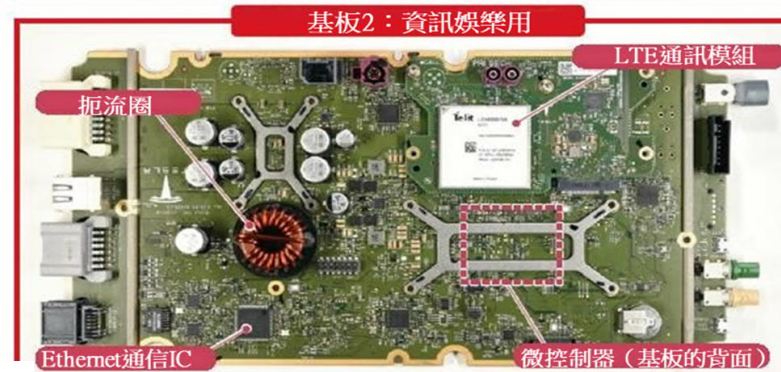 基板2：資訊娛樂用
LTE通訊模組
扼流圈
Telit
Ethernet通信IC
微控制器（基板的背面）